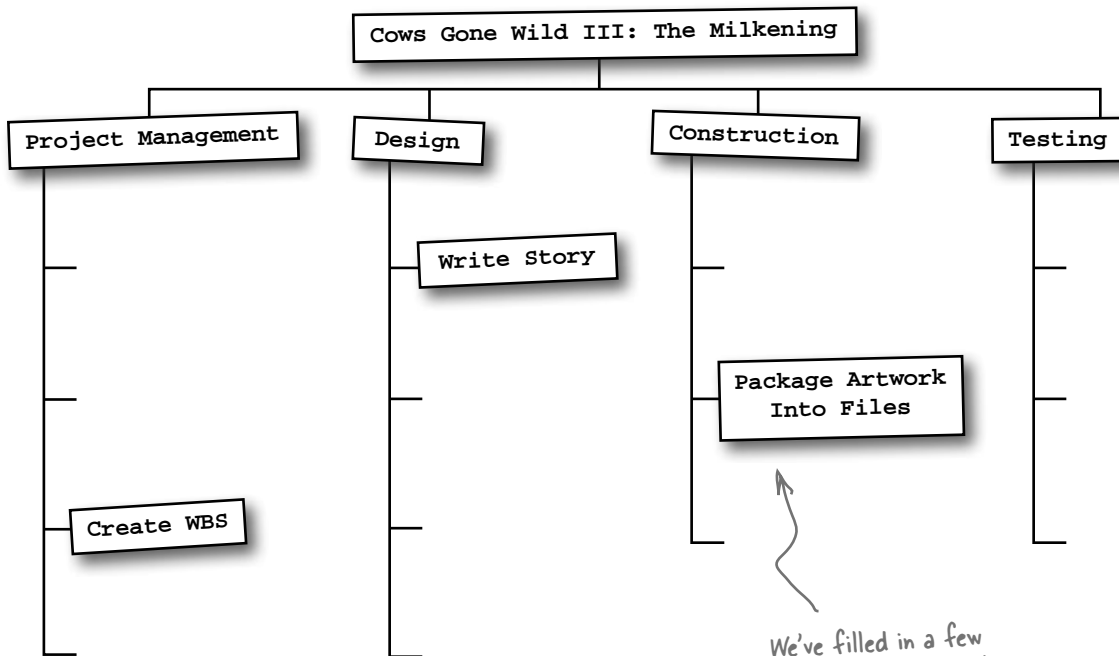 Cows Gone Wild III: The Milkening
Project Management
Design
Construction
Testing
Write Story
Package Artwork
Into Files
Create WBS
We've filled in a few